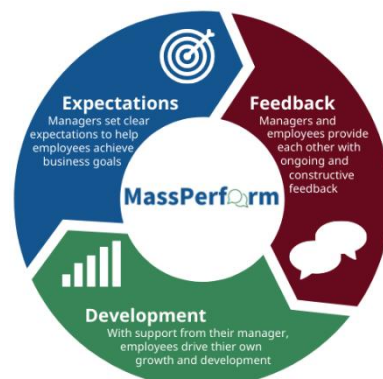 Expectations
Managers set clear
expectations to help
employees achieve
business goals
Feedback
Managers and
employees provide
each other with
ongoing and
constructive
feedback
MassPerform
Development
With support from their manager,
employees drive thier own
growth and development